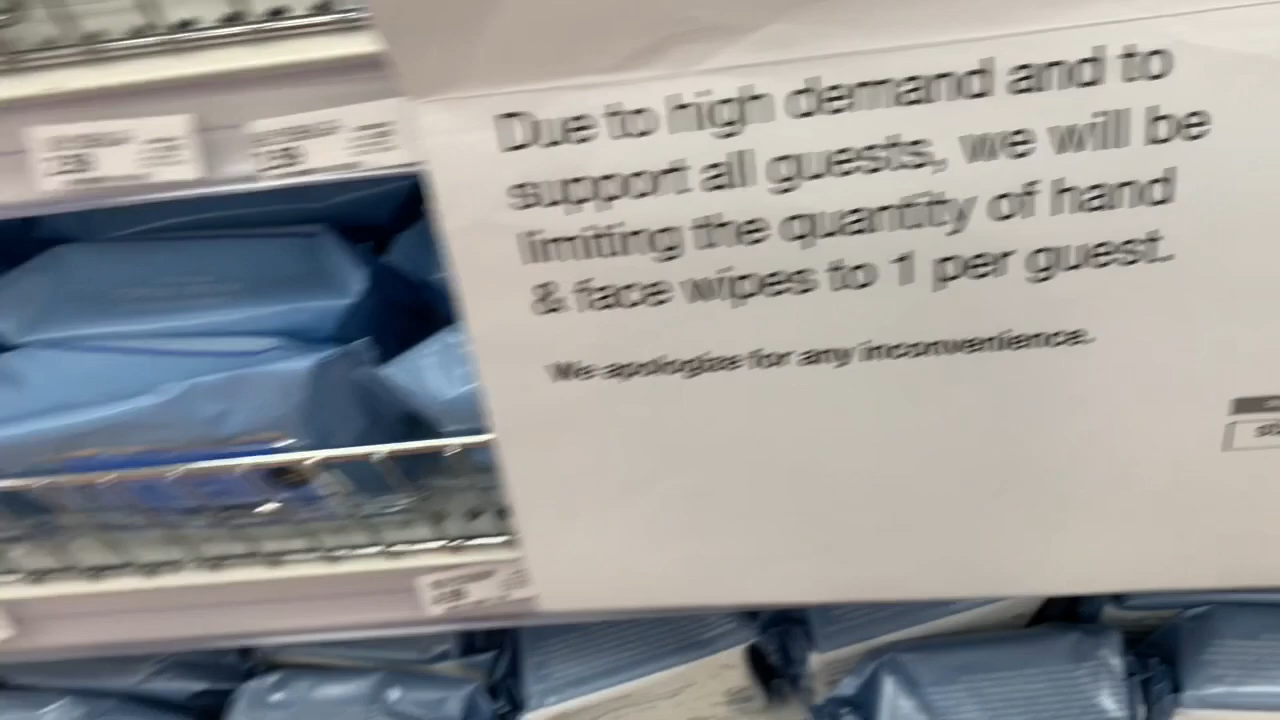 Due to high demand and to
support all guests, we will be
limiting the quantity of hand
& face wipes to 1 per guest.
We apologize for any inconvenience.